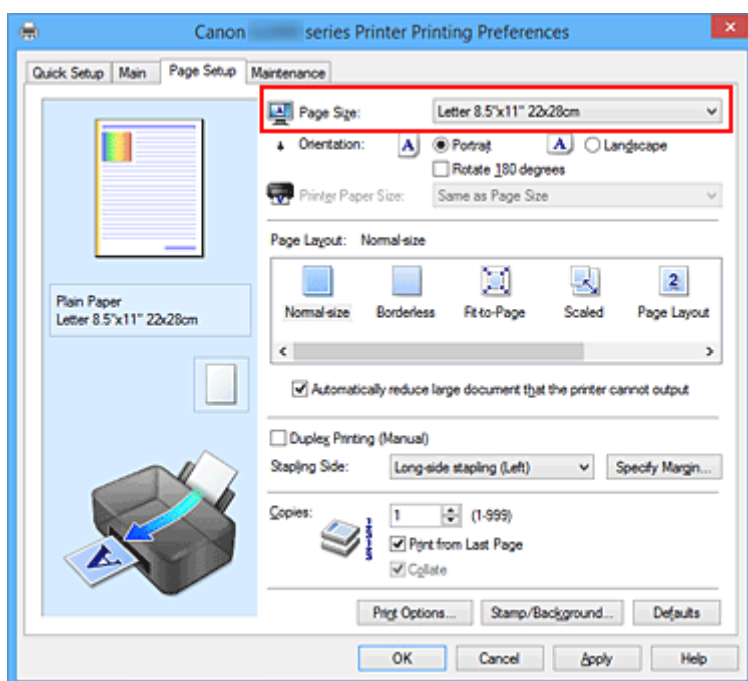 Canon series Printer Printing Preferences
Quick Setup Main Page Setup Maintenance
Page Size: Letter 8.5"x11" 22x28cm
Orientation: A Portrait A Landscape
Rotate 180 degrees
Printer Paper Size: Same as Page Size
Page Layout: Normal-size
2
Normal-size Borderless Fit-to-Page Scaled Page Layout
Automatically reduce large document that the printer cannot output
Plain Paper
Letter 8.5"x11" 22x28cm
Duplex Printing (Manual)
Stapling Side: Long-side stapling (Left) Specify Margin...
Copies: 1 (1-999)
Print from Last Page
Collate
A
Print Options... Stamp/Background... Defaults
OK Cancel Apply Help